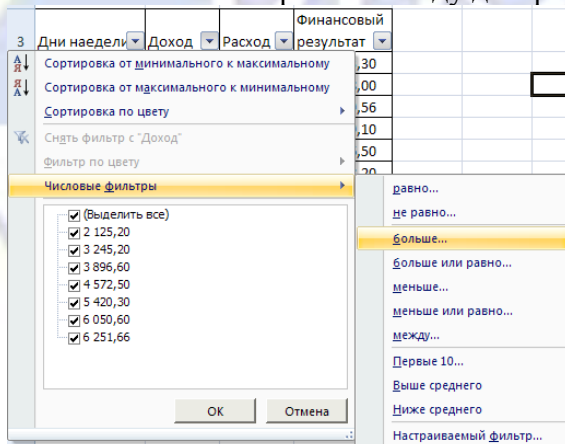 Финансовый
3 Дни наедели Доход Расход результат
Сортировка от минимального к максимальному
,30
Сортировка от максимального к минимальному
,00
Сортировка по цвету
,56
Снять фильтр с "Доход"
,10
Фильтр по цвету
,50
Числовые фильтры
,20
(Выделить все)
2 125,20
3 245,20
3 896,60
4 572,50
5 420,30
6 050,60
6 251,66
ОК Отмена
равно...
не равно...
больше...
больше или равно...
меньше...
меньше или равно...
между...
Первые 10...
Выше среднего
Ниже среднего
Настраиваемый фильтр...